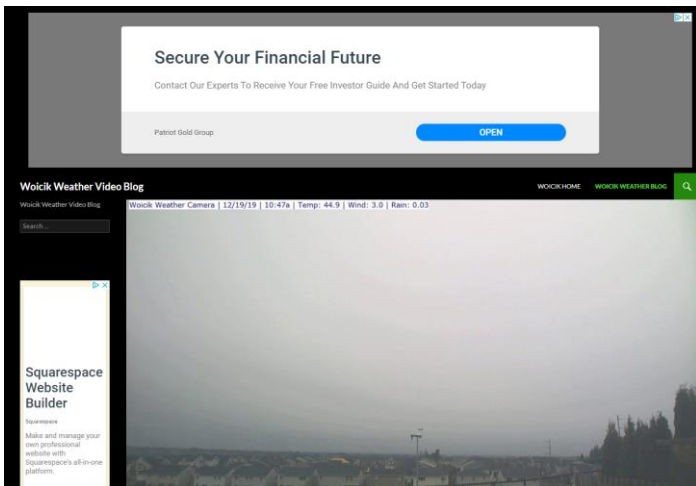 Secure Your Financial Future
Contact Our Experts To Receive Your Free Investor Guide And Get Started Today
Patriot Gold Group
OPEN
Woicik Weather Video Blog
WOICIK HOME
WOICIK WEATHER BLOG
Woicik Weather Video Blog
Search ...
Woicik Weather Camera | 12/19/19 | 10:47a | Temp: 44.9 | Wind: 3.0 | Rain: 0.03
Squarespace
Website
Builder
Squarespace
Make and manage your
own professional
website with
Squarespace's all-in-one
platform.